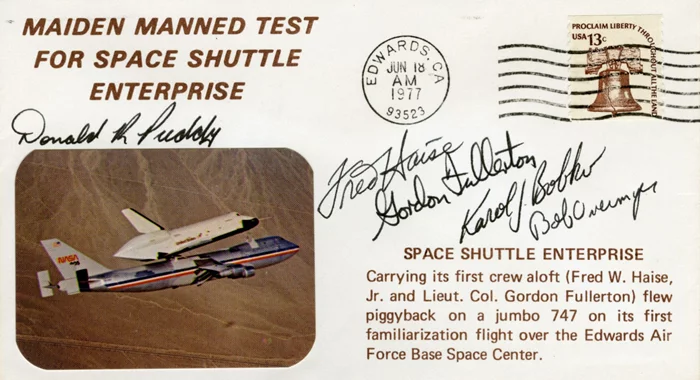 MAIDEN MANNED TEST
FOR SPACE SHUTTLE
ENTERPRISE
Donald R Puddy
EDWARDS, CA
JUN 18
AM
1977
93523
PROCLAIM LIBERTY THROUGHOUT ALL THE LAND
USA 13c
Fred Haise
Gordon Fullerton
Karol J. Bobko
Bob Overmyer
NASA
SPACE SHUTTLE ENTERPRISE
Carrying its first crew aloft (Fred W. Haise,
Jr. and Lieut. Col. Gordon Fullerton) flew
piggyback on a jumbo 747 on its first
familiarization flight over the Edwards Air
Force Base Space Center.